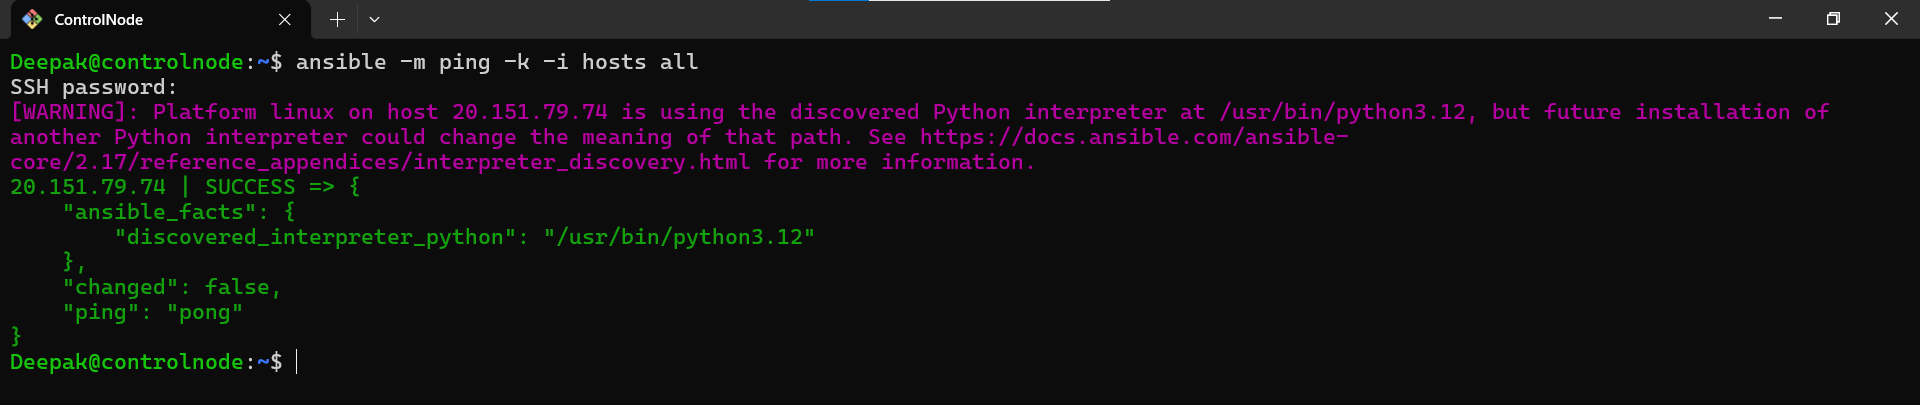 ControlNode
Deepak@controlnode:~$ ansible -m ping -k -i hosts all
SSH password:
[WARNING]: Platform linux on host 20.151.79.74 is using the discovered Python interpreter at /usr/bin/python3.12, but future installation of
another Python interpreter could change the meaning of that path. See https://docs.ansible.com/ansible-
core/2.17/reference_appendices/interpreter_discovery.html for more information.
20.151.79.74 | SUCCESS => {
    "ansible_facts": {
        "discovered_interpreter_python": "/usr/bin/python3.12"
    },
    "changed": false,
    "ping": "pong"
}
Deepak@controlnode:~$